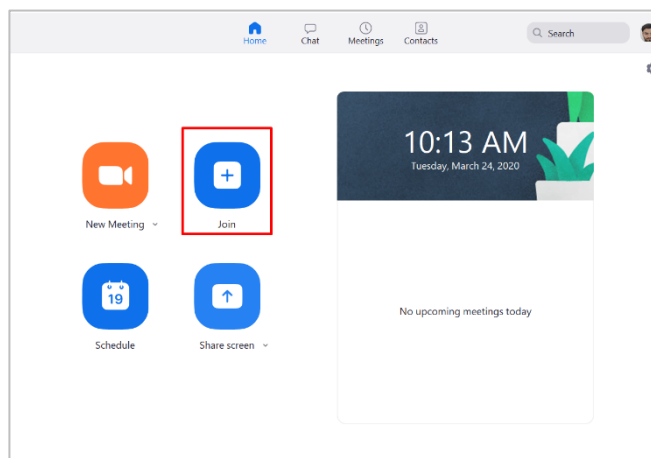 Home
Chat
Meetings
Contacts
Search
10:13 AM
Tuesday, March 24, 2020
New Meeting
Join
19
Schedule
Share screen
No upcoming meetings today